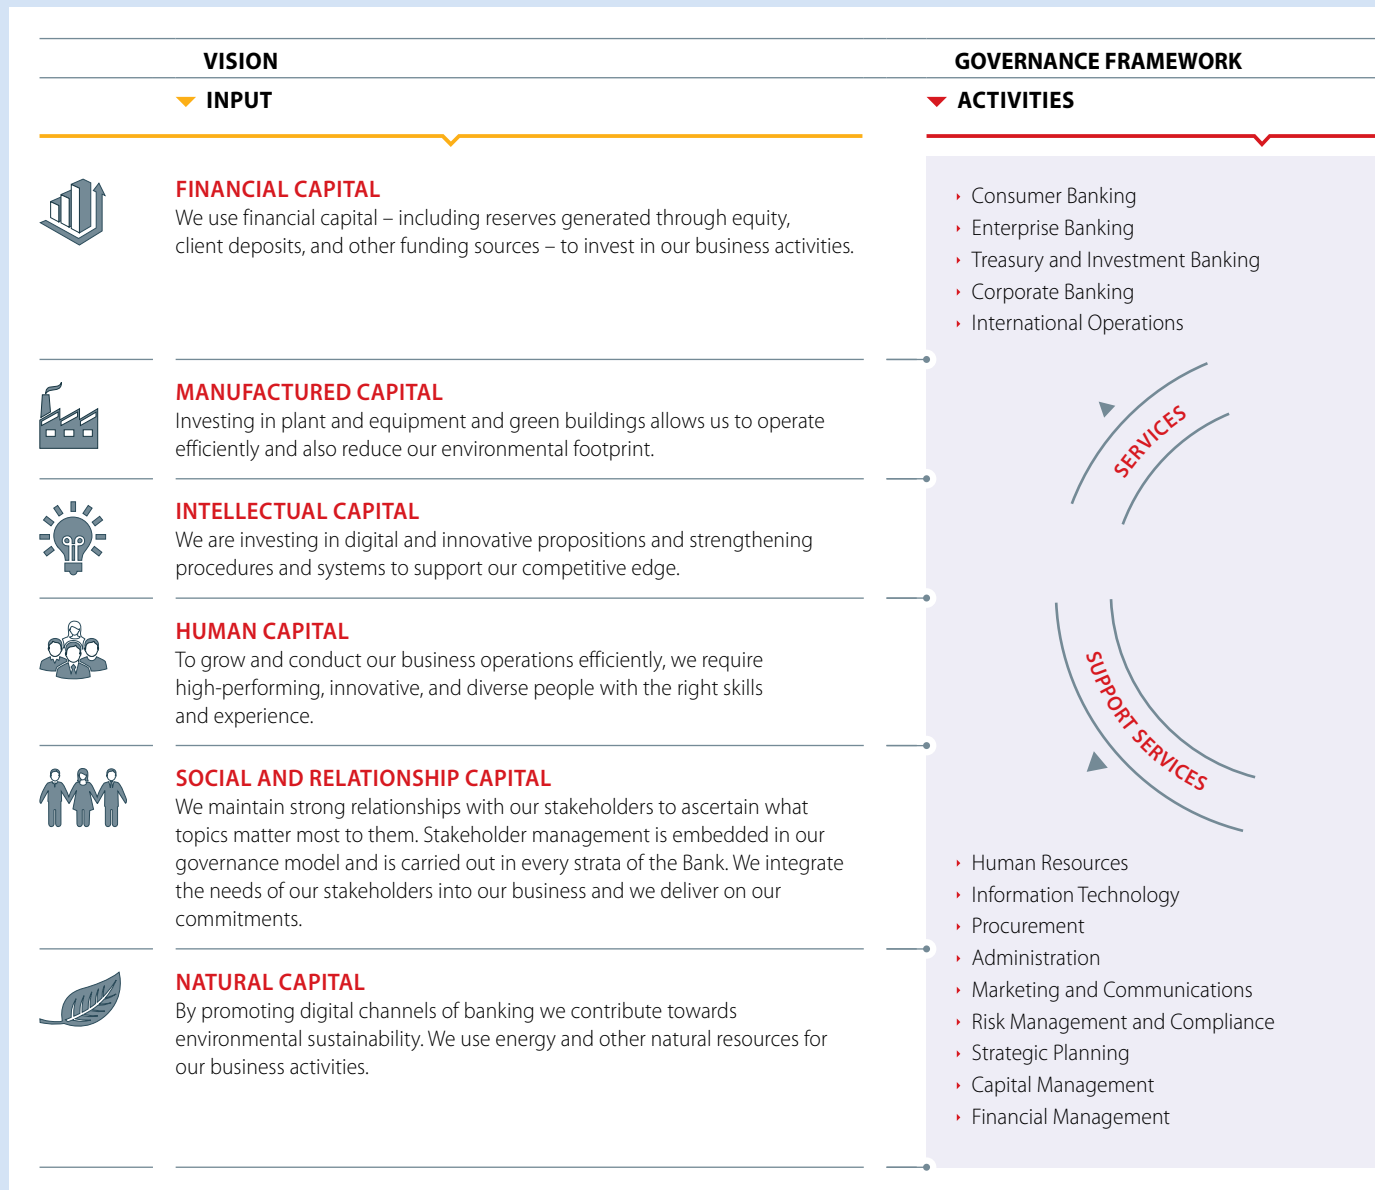 VISION
GOVERNANCE FRAMEWORK
INPUT
ACTIVITIES
FINANCIAL CAPITAL
We use financial capital – including reserves generated through equity,
client deposits, and other funding sources – to invest in our business activities.
MANUFACTURED CAPITAL
Investing in plant and equipment and green buildings allows us to operate
efficiently and also reduce our environmental footprint.
INTELLECTUAL CAPITAL
We are investing in digital and innovative propositions and strengthening
procedures and systems to support our competitive edge.
HUMAN CAPITAL
To grow and conduct our business operations efficiently, we require
high-performing, innovative, and diverse people with the right skills
and experience.
SOCIAL AND RELATIONSHIP CAPITAL
We maintain strong relationships with our stakeholders to ascertain what
topics matter most to them. Stakeholder management is embedded in our
governance model and is carried out in every strata of the Bank. We integrate
the needs of our stakeholders into our business and we deliver on our
commitments.
NATURAL CAPITAL
By promoting digital channels of banking we contribute towards
environmental sustainability. We use energy and other natural resources for
our business activities.
Consumer Banking
Enterprise Banking
Treasury and Investment Banking
Corporate Banking
International Operations
SERVICES
SUPPORT SERVICES
Human Resources
Information Technology
Procurement
Administration
Marketing and Communications
Risk Management and Compliance
Strategic Planning
Capital Management
Financial Management